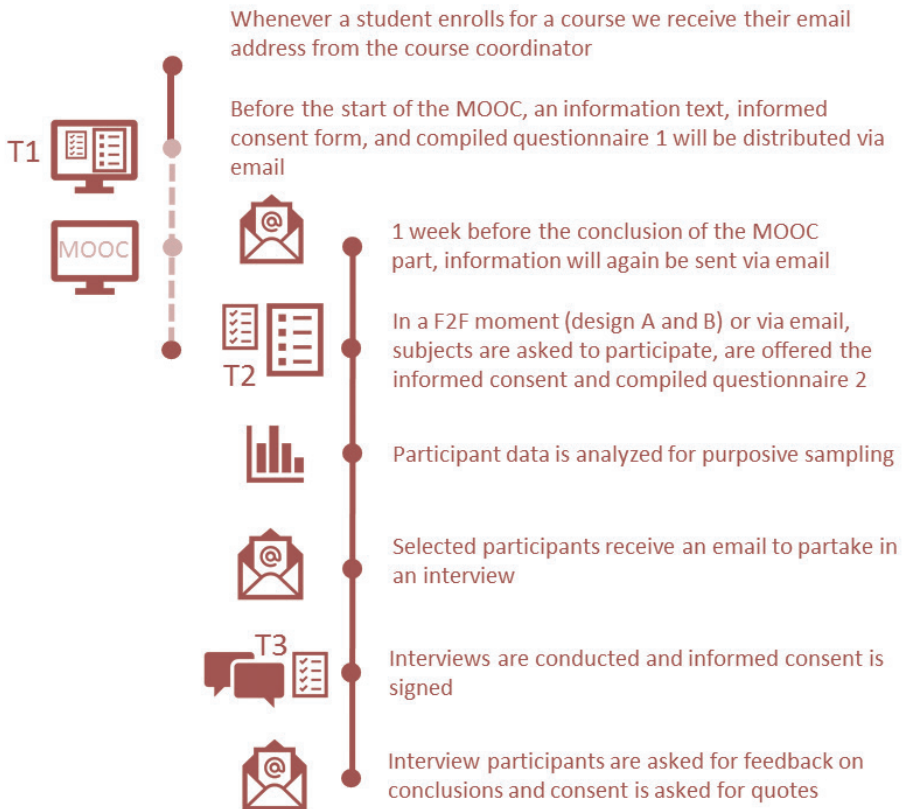 Whenever a student enrolls for a course we receive their email
address from the course coordinator
Before the start of the MOOC, an information text, informed
consent form, and compiled questionnaire 1 will be distributed via
email
T1
@
MOOC
1 week before the conclusion of the MOOC
part, information will again be sent via email
In a F2F moment (design A and B) or via email,
subjects are asked to participate, are offered the
informed consent and compiled questionnaire 2
T2
Participant data is analyzed for purposive sampling
@
Selected participants receive an email to partake in
an interview
T3
Interviews are conducted and informed consent is
signed
@
Interview participants are asked for feedback on
conclusions and consent is asked for quotes